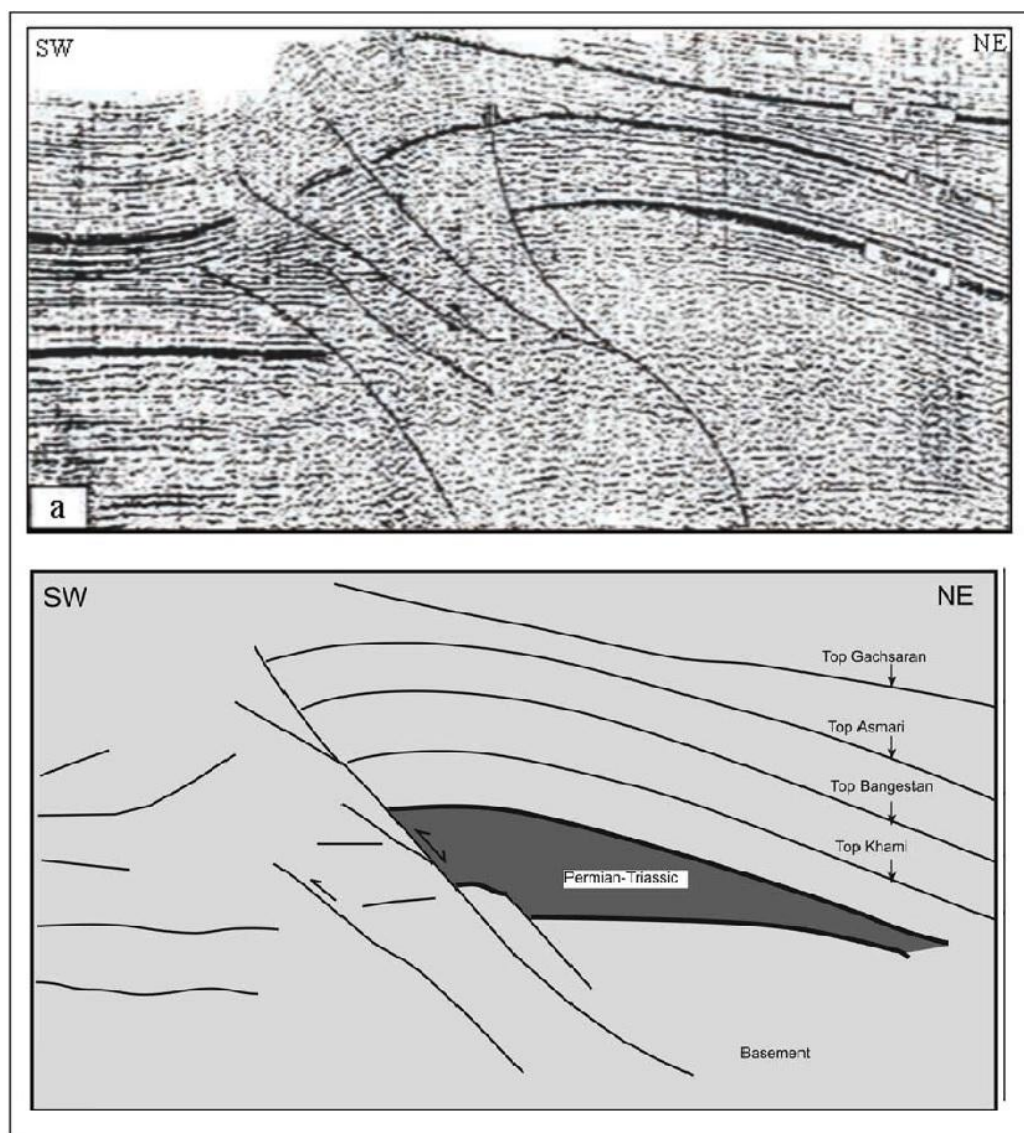 SW
NE
a
SW
NE
Top Gachsaran
Top Asmari
Top Bangestan
Top Khami
Permian-Triassic
Basement